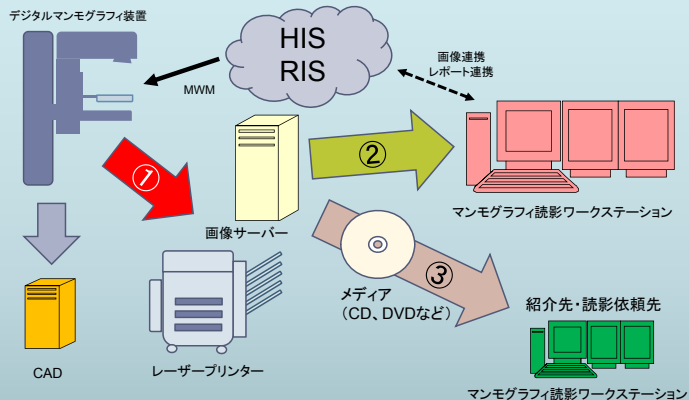 デジタルマンモグラフィ装置
HIS
RIS
MWM
画像連携
レポート連携
①
②
画像サーバー
マンモグラフィ読影ワークステーション
③
メディア
(CD、DVDなど)
紹介先・読影依頼先
CAD
レーザープリンター
マンモグラフィ読影ワークステーション